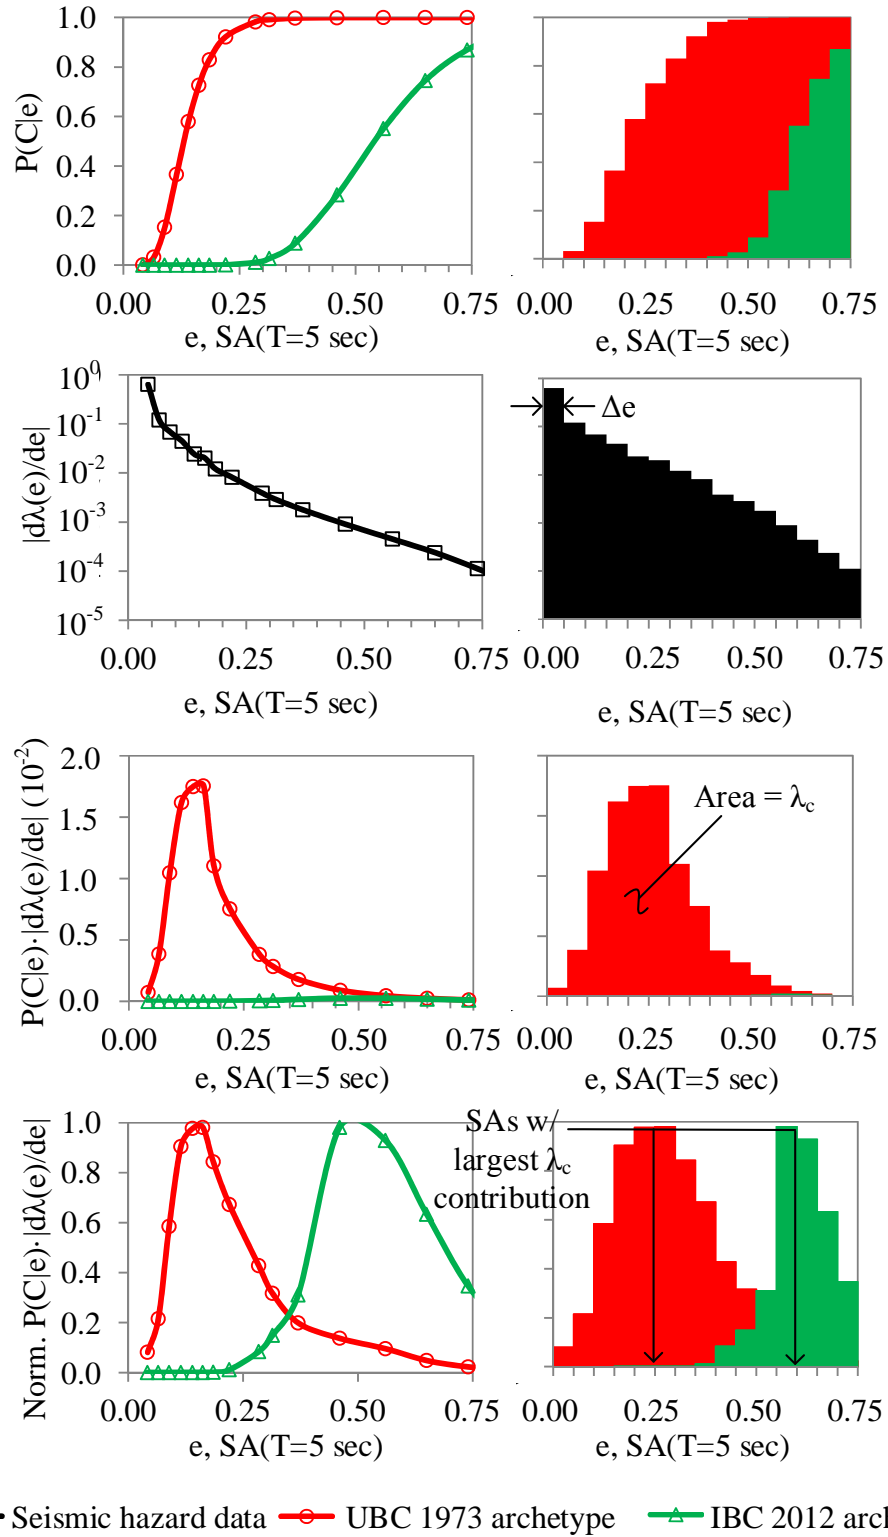 P(C|e)
1.0
0.8
0.6
0.4
0.2
0.0
0.00 0.25 0.50 0.75
e, SA(T=5 sec)
0.00 0.25 0.50 0.75
e, SA(T=5 sec)
|dλ(e)/de|
10^0
10^-1
10^-2
10^-3
10^-4
10^-5
0.00 0.25 0.50 0.75
e, SA(T=5 sec)
Δe
0.00 0.25 0.50 0.75
e, SA(T=5 sec)
P(C|e)·|dλ(e)/de| (10^-2)
2.0
1.5
1.0
0.5
0.0
0.00 0.25 0.50 0.75
e, SA(T=5 sec)
Area = λc
0.00 0.25 0.50 0.75
e, SA(T=5 sec)
Norm. P(C|e)·|dλ(e)/de|
1.0
0.8
0.6
0.4
0.2
0.0
0.00 0.25 0.50 0.75
e, SA(T=5 sec)
SAs w/
largest λc
contribution
0.00 0.25 0.50 0.75
e, SA(T=5 sec)
Seismic hazard data UBC 1973 archetype IBC 2012 arc